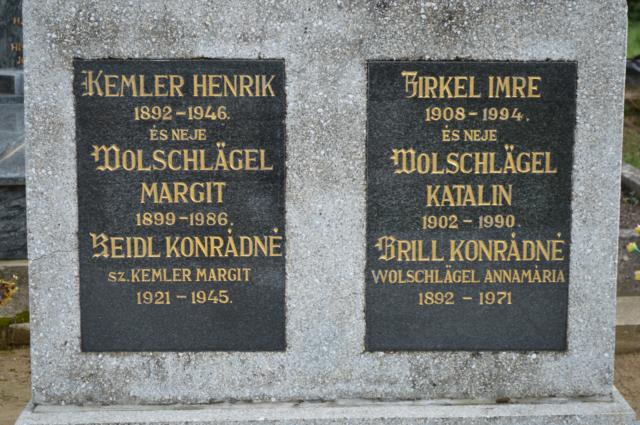 KEMLER HENRIK
1892-1946.
ÉS NEJE
WOLSCHLÄGEL
MARGIT
1899-1986.
REIDL KONRÁDNÉ
SZ. KEMLER MARGIT
1921-1945.
BIRKEL IMRE
1908-1994.
ÉS NEJE
WOLSCHLÄGEL
KATALIN
1902-1990.
BRILL KONRÁDNÉ
WOLSCHLÄGEL ANNAMÁRIA
1892-1971